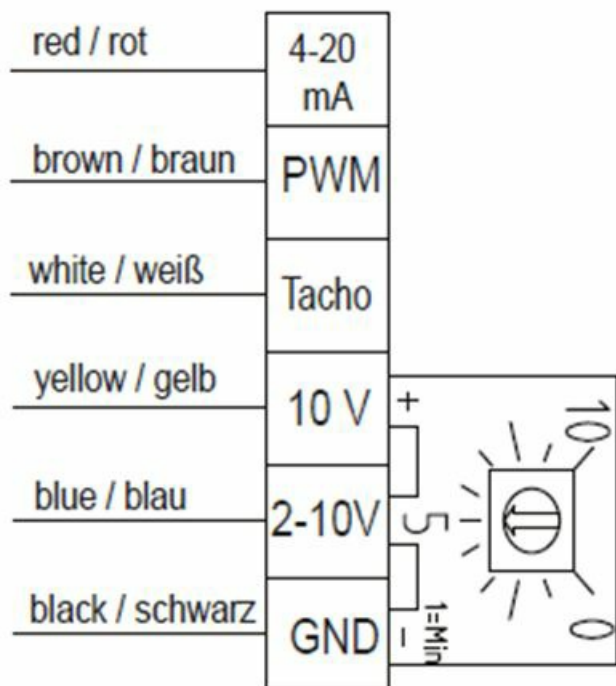 red / rot
4-20
mA
brown / braun
PWM
white / weiß
Tacho
yellow / gelb
10 V
+
10
blue / blau
2-10V
5
black / schwarz
GND
-
1=Min
0